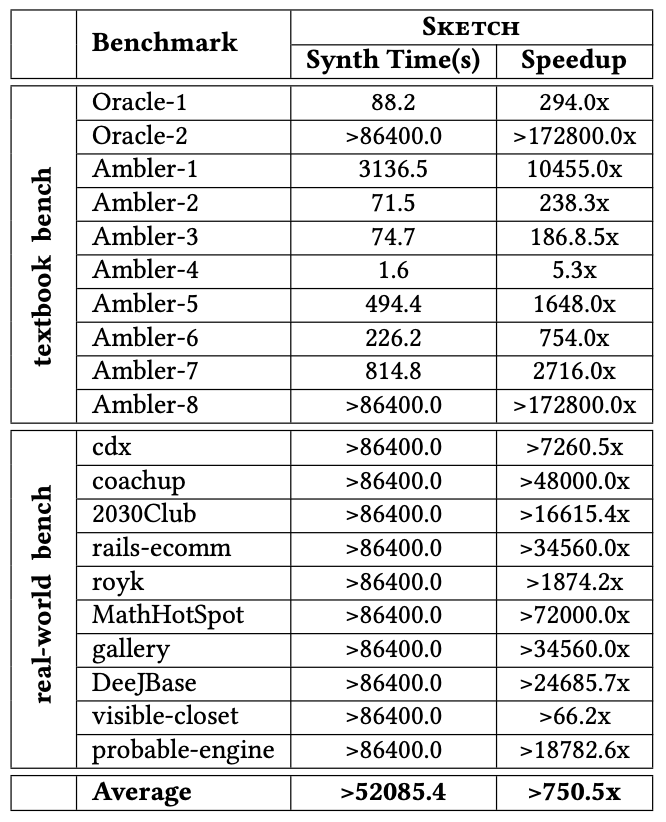 Benchmark SKETCH
Synth Time(s) Speedup
textbook bench
Oracle-1 88.2 294.0x
Oracle-2 >86400.0 >172800.0x
Ambler-1 3136.5 10455.0x
Ambler-2 71.5 238.3x
Ambler-3 74.7 186.8.5x
Ambler-4 1.6 5.3x
Ambler-5 494.4 1648.0x
Ambler-6 226.2 754.0x
Ambler-7 814.8 2716.0x
Ambler-8 >86400.0 >172800.0x
real-world bench
cdx >86400.0 >7260.5x
coachup >86400.0 >48000.0x
2030Club >86400.0 >16615.4x
rails-ecomm >86400.0 >34560.0x
royk >86400.0 >1874.2x
MathHotSpot >86400.0 >72000.0x
gallery >86400.0 >34560.0x
DeeJBase >86400.0 >24685.7x
visible-closet >86400.0 >66.2x
probable-engine >86400.0 >18782.6x
Average >52085.4 >750.5x